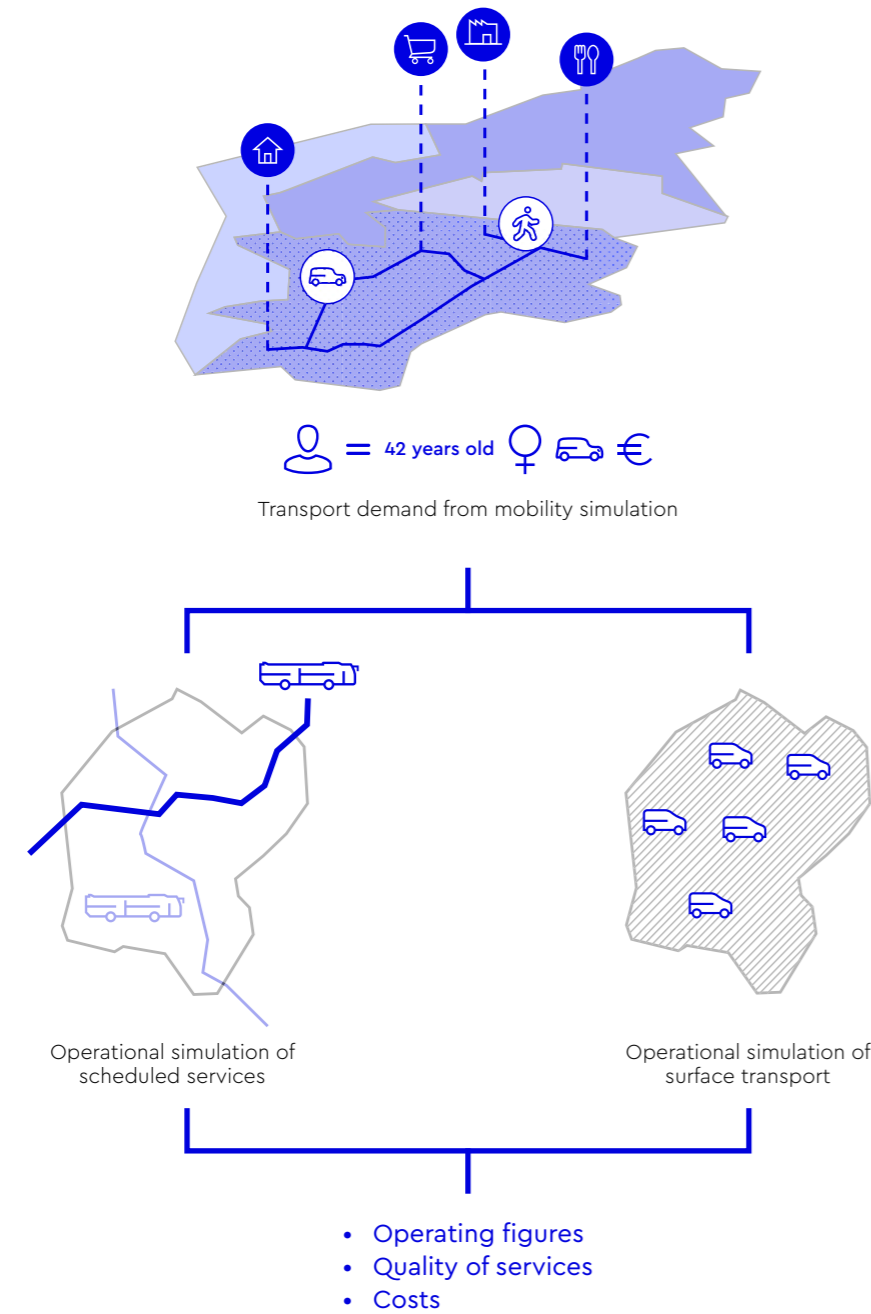 = 42 years old €
Transport demand from mobility simulation
Operational simulation of
scheduled services
Operational simulation of
surface transport
• Operating figures
• Quality of services
• Costs